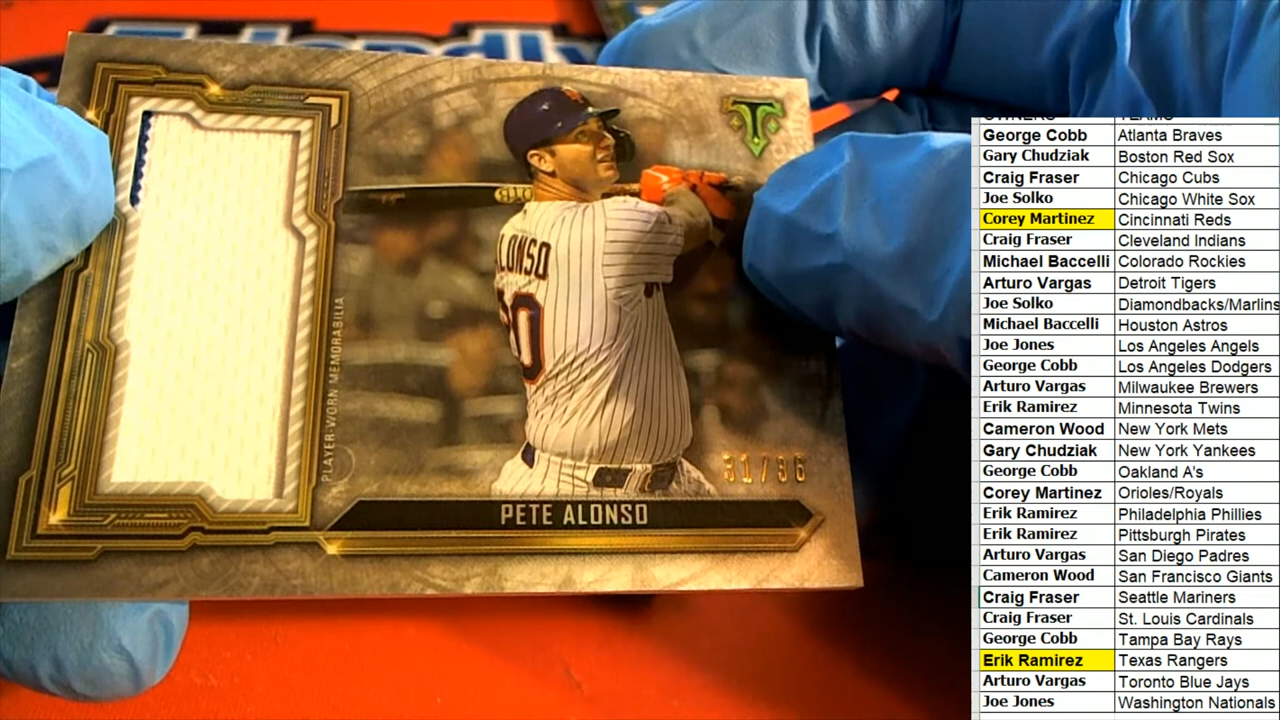 PLAYER-WORN MEMORABILIA
ALONSO
20
PETE ALONSO
OWNERS TEAMS
George Cobb Atlanta Braves
Gary Chudziak Boston Red Sox
Craig Fraser Chicago Cubs
Joe Solko Chicago White Sox
Corey Martinez Cincinnati Reds
Craig Fraser Cleveland Indians
Michael Baccelli Colorado Rockies
Arturo Vargas Detroit Tigers
Joe Solko Diamondbacks/Marlins
Michael Baccelli Houston Astros
Joe Jones Los Angeles Angels
George Cobb Los Angeles Dodgers
Arturo Vargas Milwaukee Brewers
Erik Ramirez Minnesota Twins
Cameron Wood New York Mets
Gary Chudziak New York Yankees
George Cobb Oakland A's
Corey Martinez Orioles/Royals
Erik Ramirez Philadelphia Phillies
Erik Ramirez Pittsburgh Pirates
Arturo Vargas San Diego Padres
Cameron Wood San Francisco Giants
Craig Fraser Seattle Mariners
Craig Fraser St. Louis Cardinals
George Cobb Tampa Bay Rays
Erik Ramirez Texas Rangers
Arturo Vargas Toronto Blue Jays
Joe Jones Washington Nationals